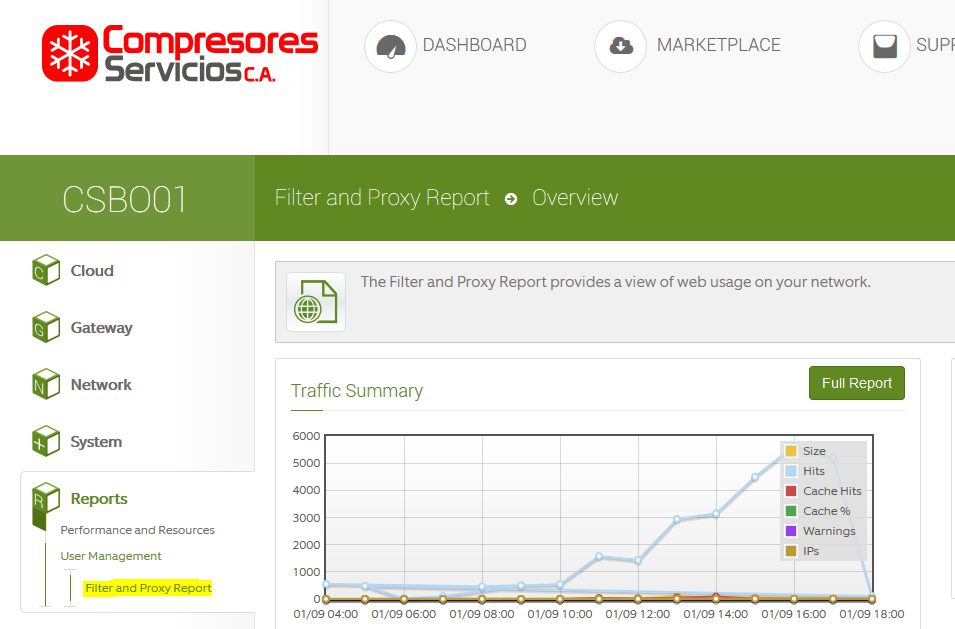 Compresores
Servicios C.A.
DASHBOARD
MARKETPLACE
SUPP
CSBO01
Filter and Proxy Report
Overview
C
Cloud
G
Gateway
N
Network
System
R
Reports
Performance and Resources
User Management
Filter and Proxy Report
The Filter and Proxy Report provides a view of web usage on your network.
Traffic Summary
Full Report
6000
5000
4000
3000
2000
1000
0
Size
Hits
Cache Hits
Cache %
Warnings
IPs
01/09 04:00 01/09 06:00 01/09 08:00 01/09 10:00 01/09 12:00 01/09 14:00 01/09 16:00 01/09 18:00